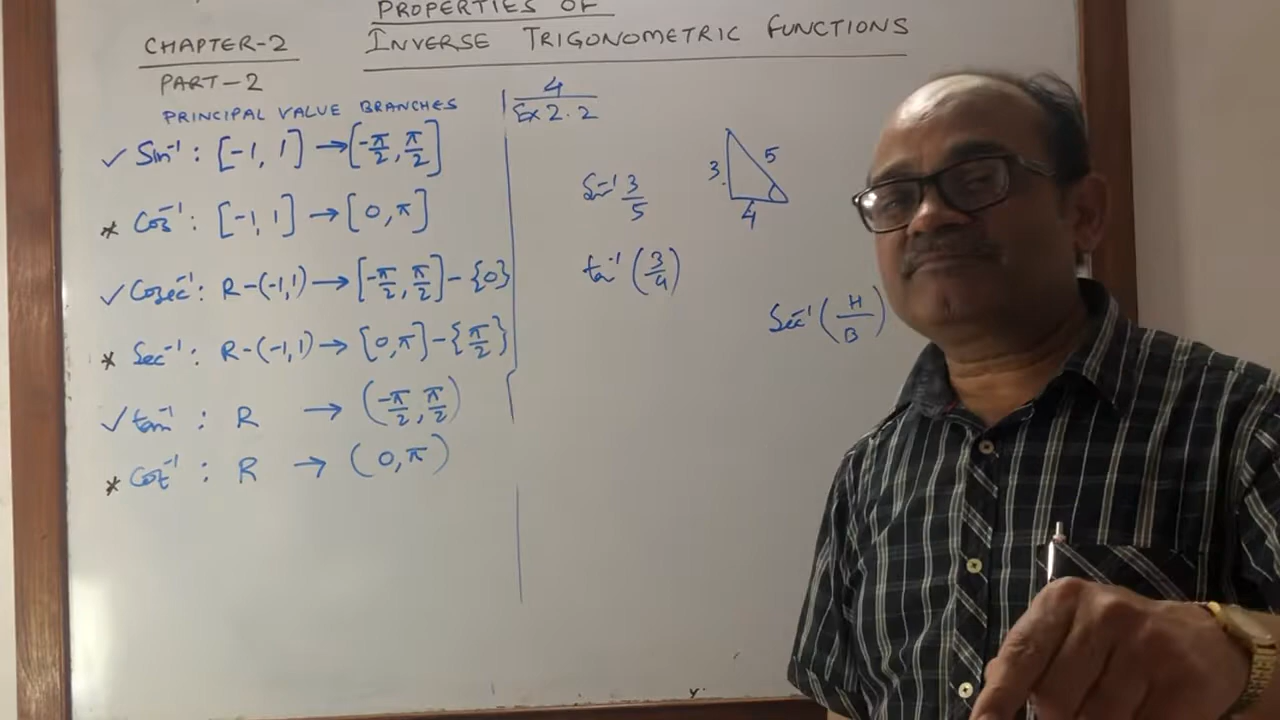 PROPERTIES OF
CHAPTER-2
INVERSE TRIGONOMETRIC FUNCTIONS
PART-2
PRINCIPAL VALUE BRANCHES
✓ Sin⁻¹ : [-1, 1] → [-π/2, π/2]
* Cos⁻¹ : [-1, 1] → [0, π]
✓ Cosec⁻¹ : R-(-1,1) → [-π/2, π/2] - {0}
* Sec⁻¹ : R-(-1,1) → [0,π] - {π/2}
✓ tan⁻¹ : R → (-π/2, π/2)
* Cot⁻¹ : R → (0,π)
4
Ex 2.2
Sin⁻¹ 3/5
3 5
4
tan⁻¹ (3/4)
Sec⁻¹ (H/B)